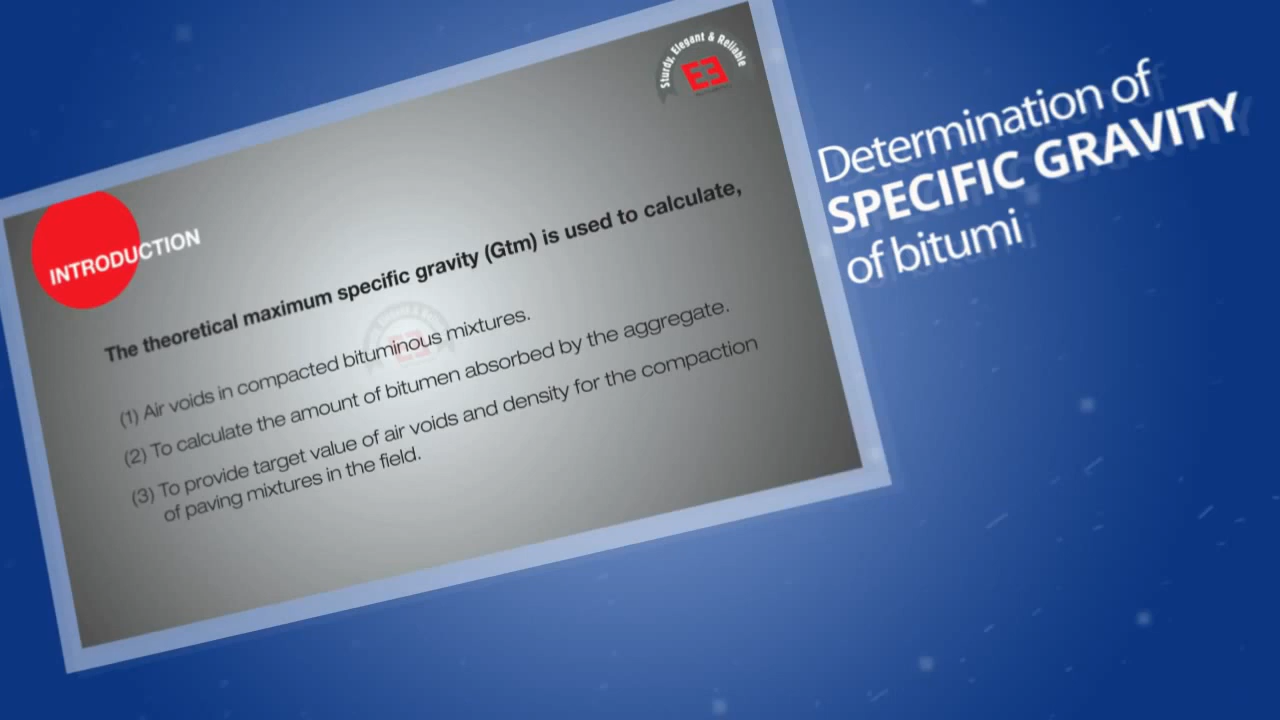 Sturdy, Elegant & Reliable
INTRODUCTION
The theoretical maximum specific gravity (Gtm) is used to calculate,
(1) Air voids in compacted bituminous mixtures.
(2) To calculate the amount of bitumen absorbed by the aggregate.
(3) To provide target value of air voids and density for the compaction
of paving mixtures in the field.
Determination of
SPECIFIC GRAVITY
of bitumi